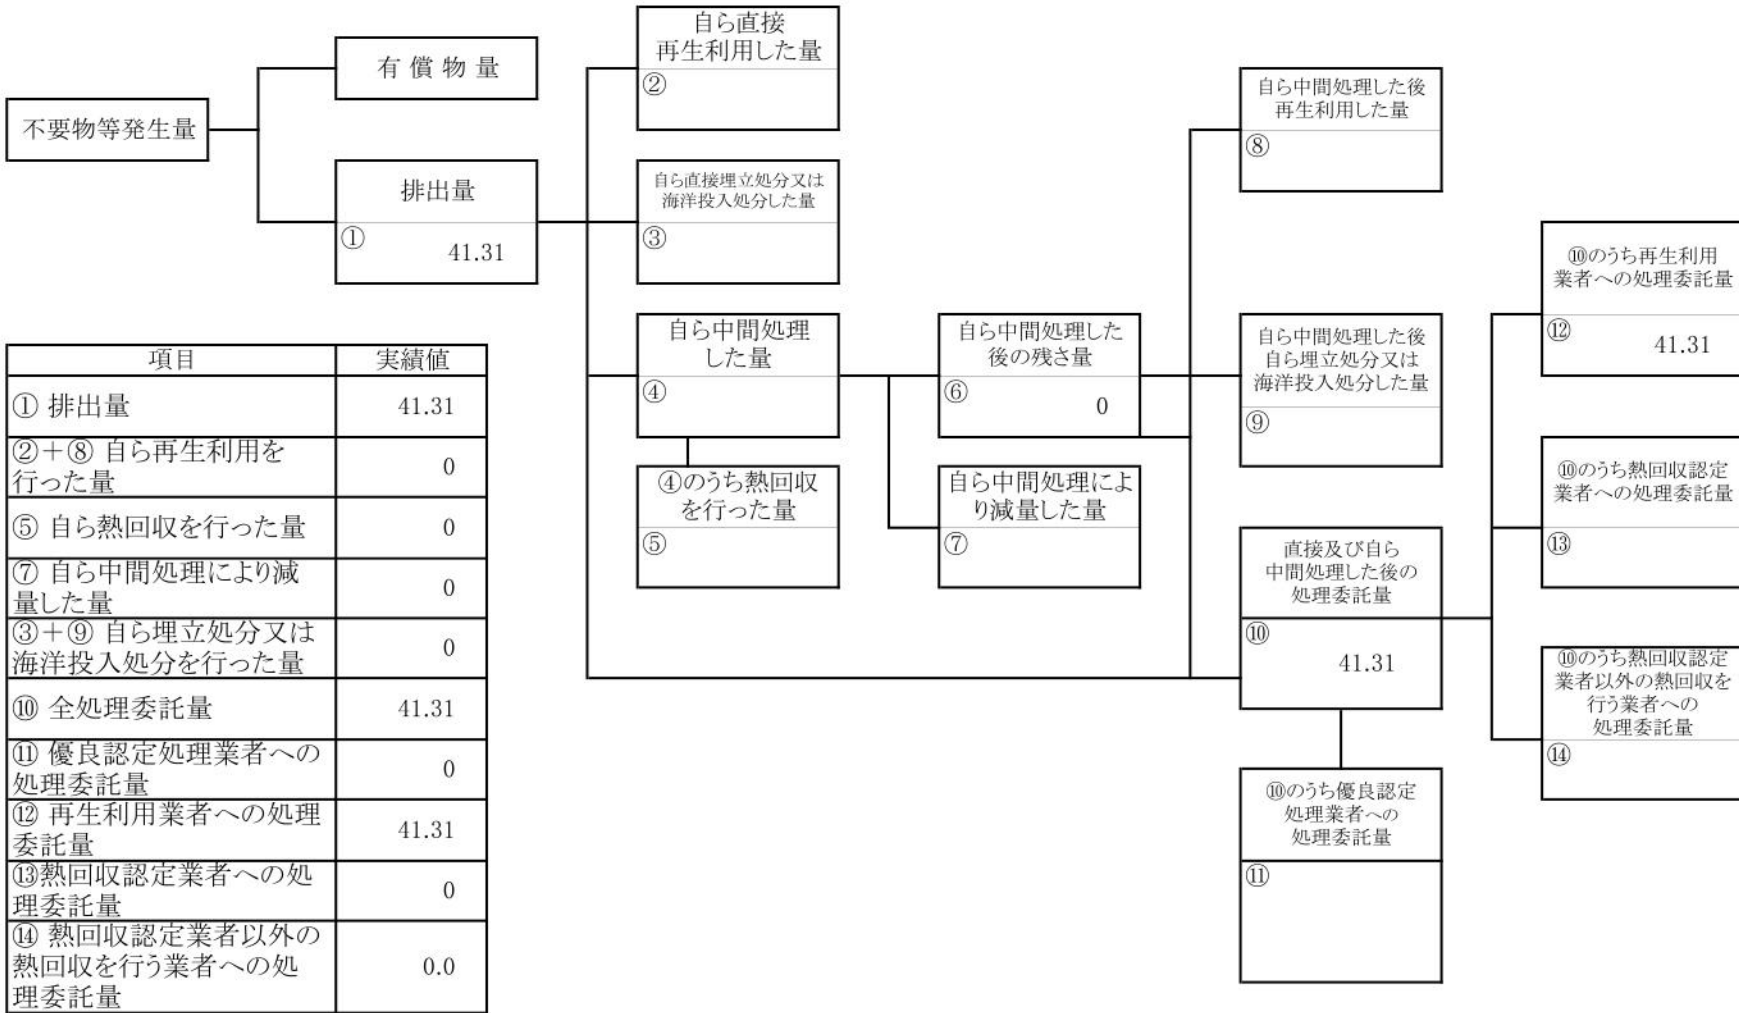 不要物等発生量
有 償 物 量
排出量
①
41.31
自ら直接
再生利用した量
②
自ら直接埋立処分又は
海洋投入処分した量
③
自ら中間処理
した量
④
④のうち熱回収
を行った量
⑤
自ら中間処理した
後の残さ量
⑥
0
自ら中間処理によ
り減量した量
⑦
自ら中間処理した後
再生利用した量
⑧
自ら中間処理した後
自ら埋立処分又は
海洋投入処分した量
⑨
直接及び自ら
中間処理した後の
処理委託量
⑩
41.31
⑩のうち優良認定
処理業者への
処理委託量
⑪
⑩のうち再生利用
業者への処理委託量
⑫
41.31
⑩のうち熱回収認定
業者への処理委託量
⑬
⑩のうち熱回収認定
業者以外の熱回収を
行う業者への
処理委託量
⑭
項目 実績値
① 排出量 41.31
②＋⑧ 自ら再生利用を
行った量 0
⑤ 自ら熱回収を行った量 0
⑦ 自ら中間処理により減
量した量 0
③＋⑨ 自ら埋立処分又は
海洋投入処分を行った量 0
⑩ 全処理委託量 41.31
⑪ 優良認定処理業者への
処理委託量 0
⑫ 再生利用業者への処理
委託量 41.31
⑬熱回収認定業者への処
理委託量 0
⑭ 熱回収認定業者以外の
熱回収を行う業者への処
理委託量 0.0